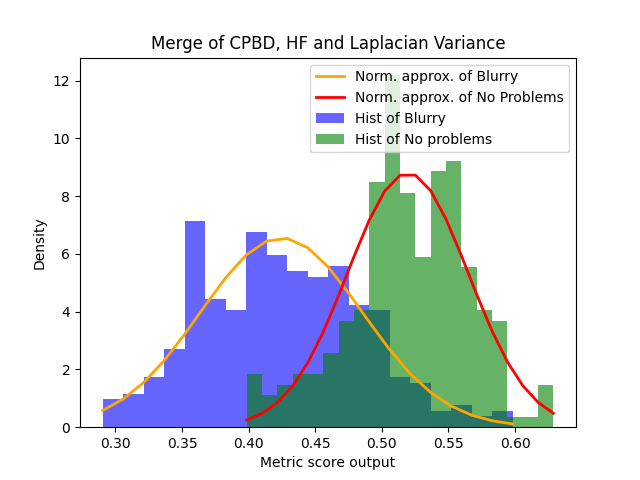 Merge of CPBD, HF and Laplacian Variance
Norm. approx. of Blurry
Norm. approx. of No Problems
Hist of Blurry
Hist of No problems
Density
12
10
8
6
4
2
0
0.30 0.35 0.40 0.45 0.50 0.55 0.60
Metric score output